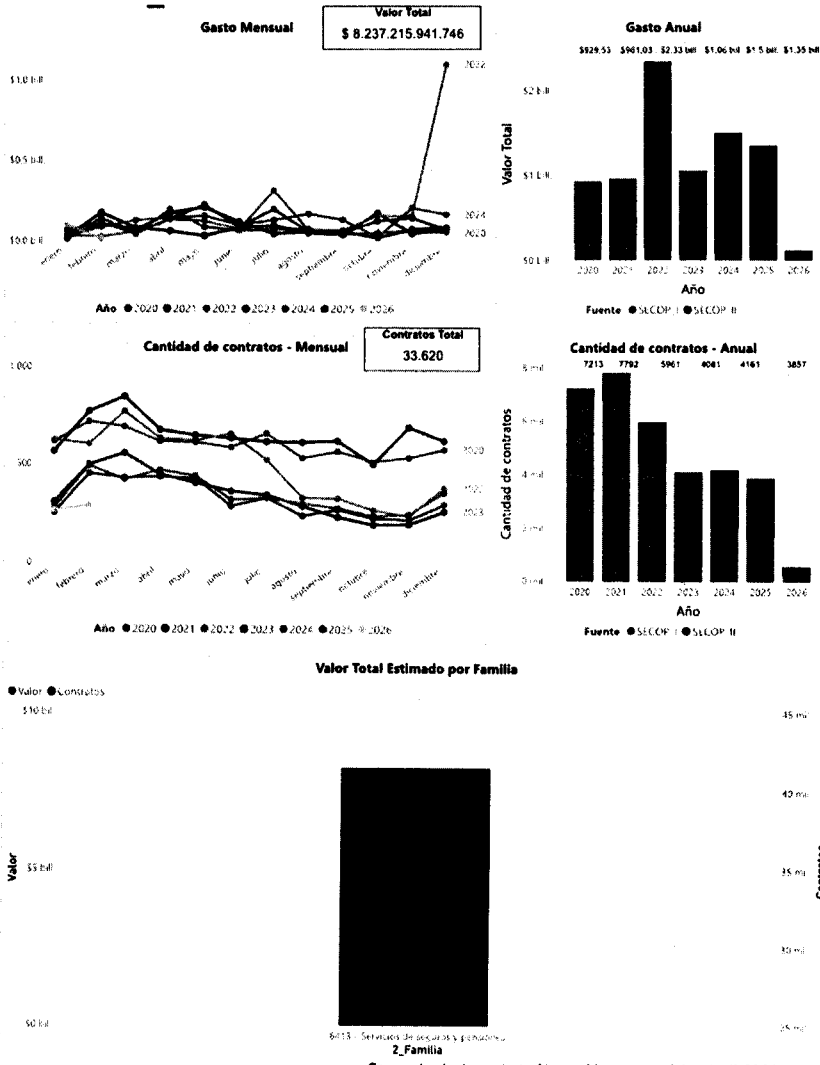 Gasto Mensual
Valor Total
$ 8.237.215.941.746
$1,0 bill.
$0,5 bill.
$0,0 bill.
2022
2024
2020
enero
febrero
marzo
abril
mayo
junio
julio
agosto
septiembre
octubre
noviembre
diciembre
Año 2020 2021 2022 2023 2024 2025 2026
Gasto Anual
$929,53 $961,03 $2.33 bill $1,06 bill $1,5 bill. $1,35 bill
Valor Total
$2 bill
$1 bill
$0 bill
2020 2021 2022 2023 2024 2025 2026
Año
Fuente SECOP I SECOP II
Cantidad de contratos - Mensual
Contratos Total
33.620
1.000
500
0
2020
2023
enero
febrero
marzo
abril
mayo
junio
julio
agosto
septiembre
octubre
noviembre
diciembre
Año 2020 2021 2022 2023 2024 2025 2026
Cantidad de contratos - Anual
7213 7792 5961 4081 4161 3857
Cantidad de contratos
8 mil
6 mil
4 mil
2 mil
0 mil
2020 2021 2022 2023 2024 2025 2026
Año
Fuente SECOP I SECOP II
Valor Total Estimado por Familia
Valor Contratos
$10 bill
$5 bill
$0 bill
Valor
45 mil
40 mil
35 mil
30 mil
25 mil
Contratos
8413 - Servicios de seguros y pensiones
2_Familia